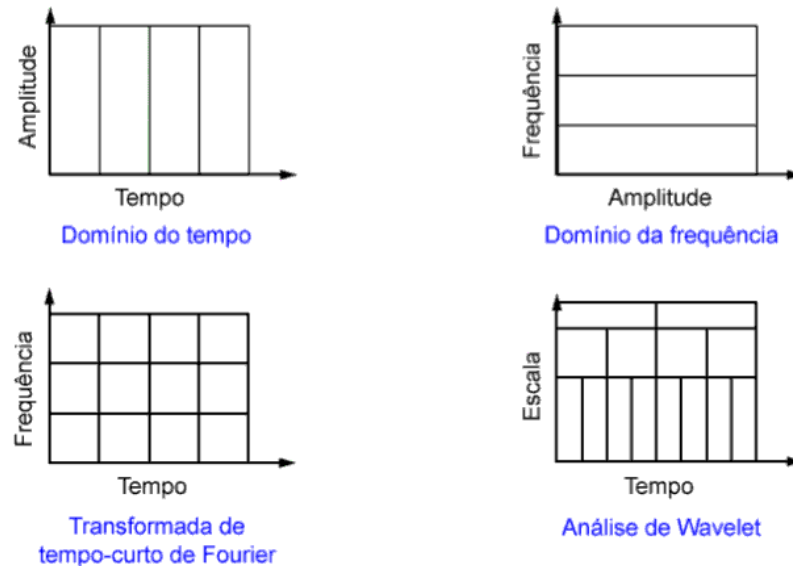 Amplitude
Tempo
Domínio do tempo
Frequência
Amplitude
Domínio da frequência
Frequência
Tempo
Transformada de
tempo-curto de Fourier
Escala
Tempo
Análise de Wavelet